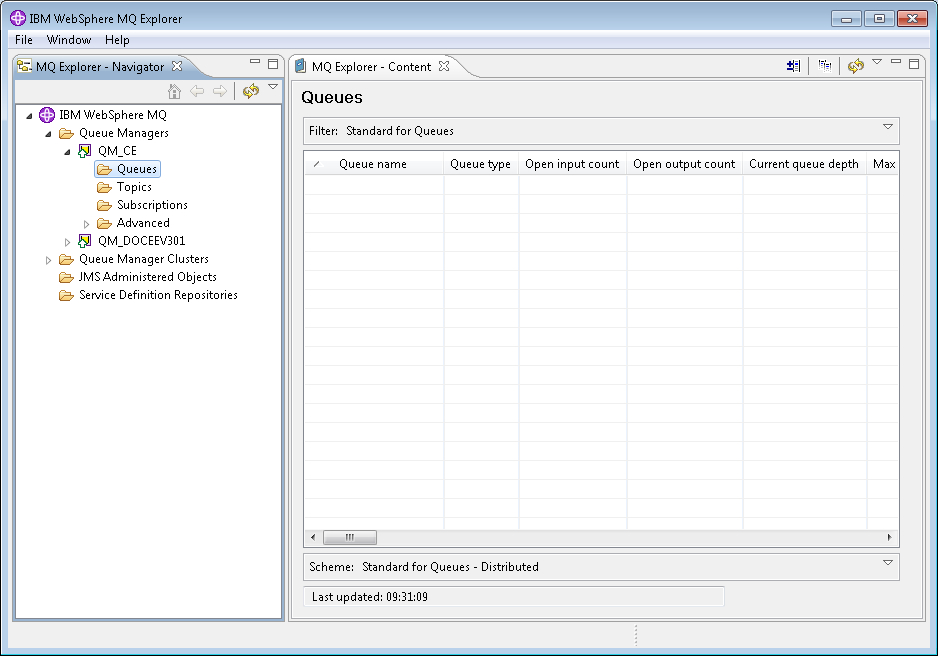 IBM WebSphere MQ Explorer
File Window Help
MQ Explorer - Navigator
IBM WebSphere MQ
Queue Managers
QM_CE
Queues
Topics
Subscriptions
Advanced
QM_DOCEEV301
Queue Manager Clusters
JMS Administered Objects
Service Definition Repositories
MQ Explorer - Content
Queues
Filter: Standard for Queues
Queue name Queue type Open input count Open output count Current queue depth Max
Scheme: Standard for Queues - Distributed
Last updated: 09:31:09